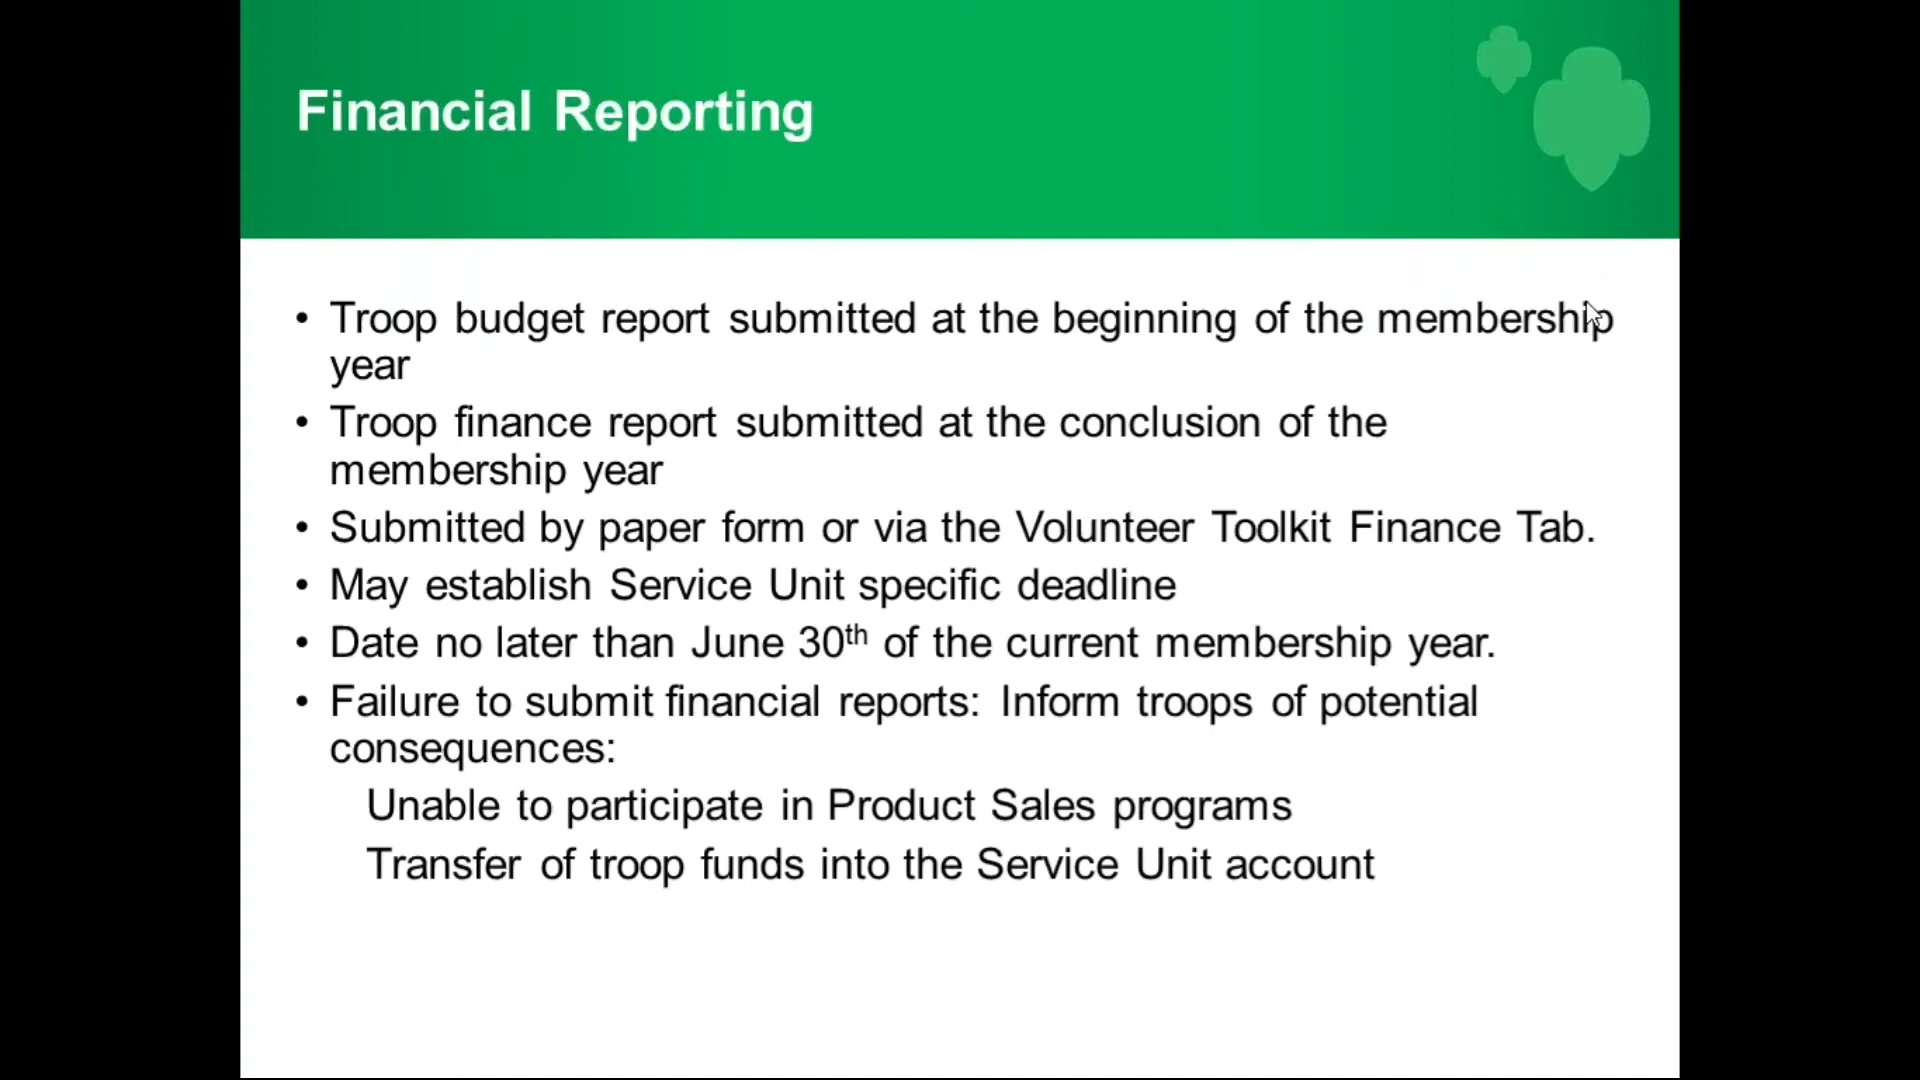 Financial Reporting
• Troop budget report submitted at the beginning of the membership
year
• Troop finance report submitted at the conclusion of the
membership year
• Submitted by paper form or via the Volunteer Toolkit Finance Tab.
• May establish Service Unit specific deadline
• Date no later than June 30th of the current membership year.
• Failure to submit financial reports: Inform troops of potential
consequences:
Unable to participate in Product Sales programs
Transfer of troop funds into the Service Unit account